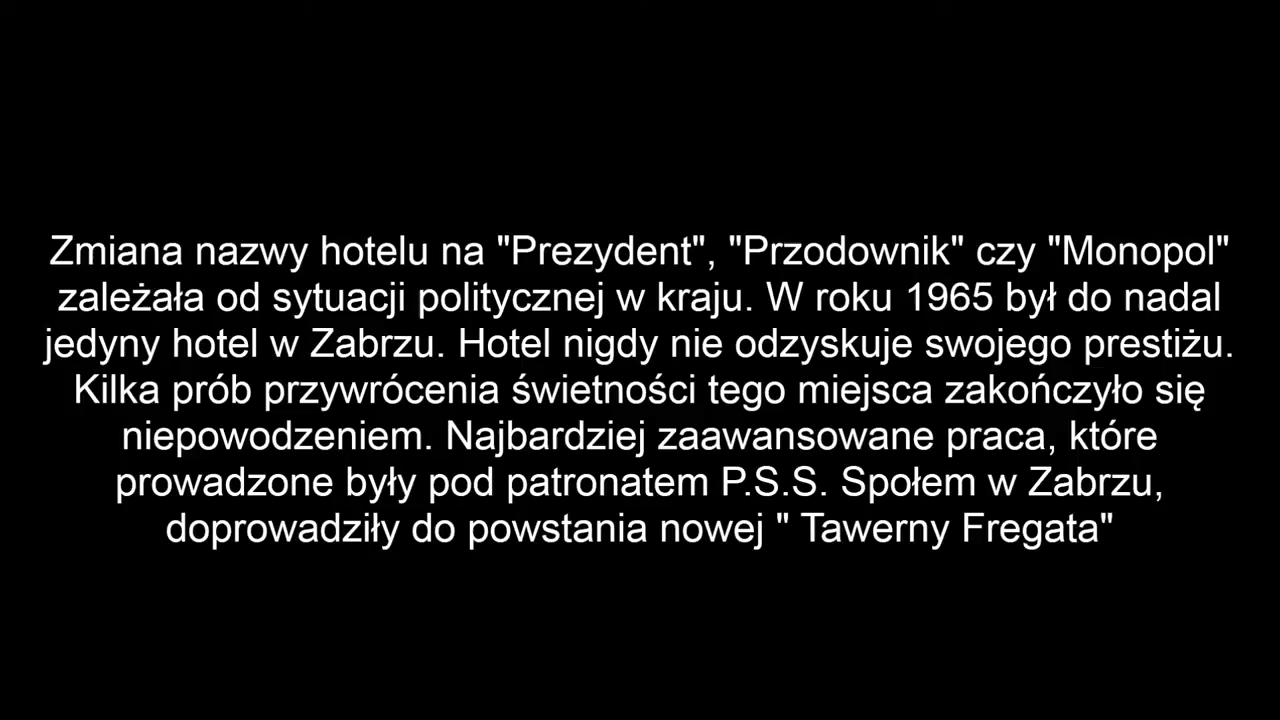 Zmiana nazwy hotelu na "Prezydent", "Przodownik" czy "Monopol"
zależała od sytuacji politycznej w kraju. W roku 1965 był do nadal
jedyny hotel w Zabrzu. Hotel nigdy nie odzyskuje swojego prestiżu.
Kilka prób przywrócenia świetności tego miejsca zakończyło się
niepowodzeniem. Najbardziej zaawansowane praca, które
prowadzone były pod patronatem P.S.S. Społem w Zabrzu,
doprowadziły do powstania nowej " Tawerny Fregata"